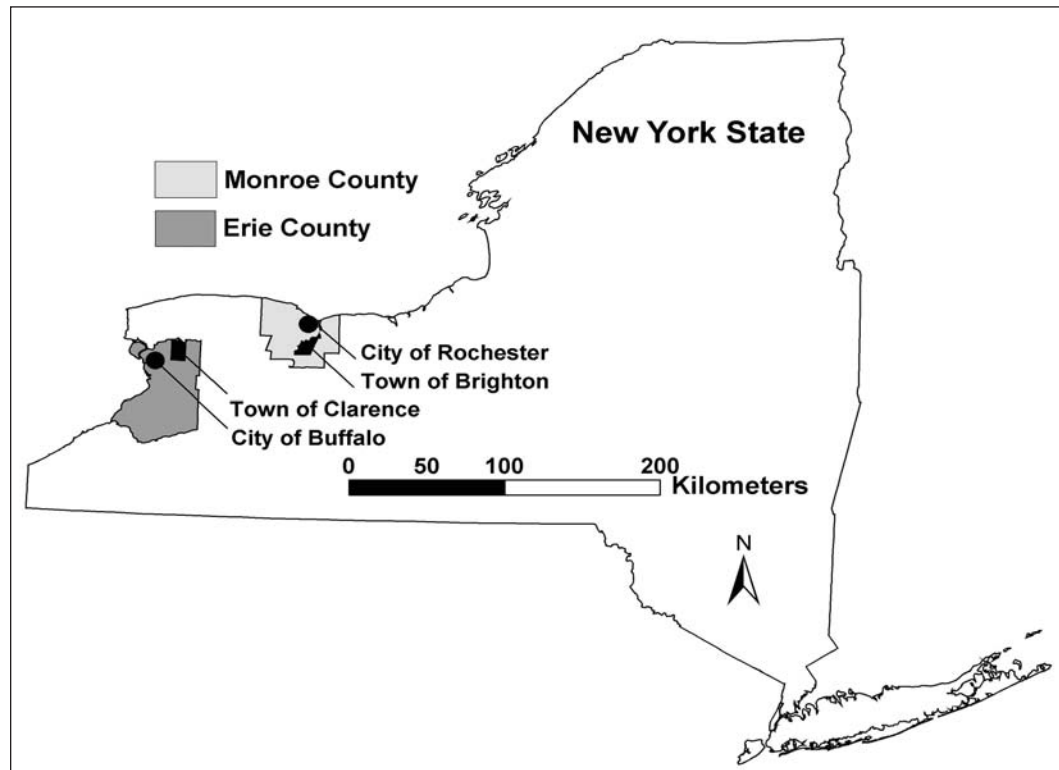 New York State
Monroe County
Erie County
City of Rochester
Town of Brighton
Town of Clarence
City of Buffalo
0 50 100 200
Kilometers
N